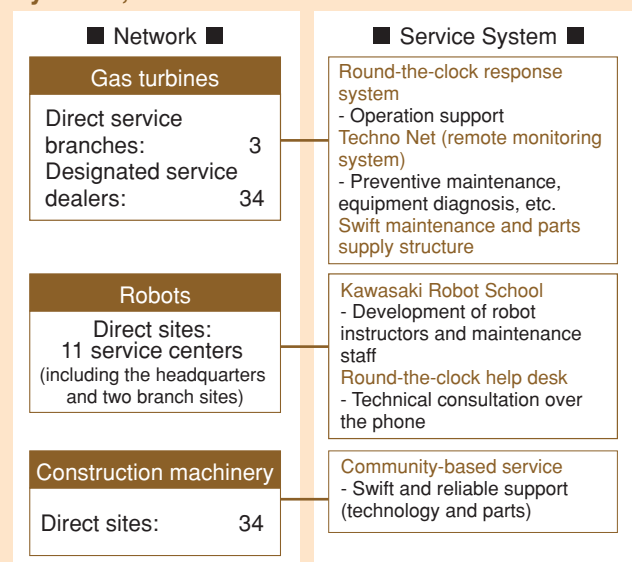 ■ Network ■
Gas turbines
Direct service
branches: 3
Designated service
dealers: 34
Robots
Direct sites:
11 service centers
(including the headquarters
and two branch sites)
Construction machinery
Direct sites: 34
■ Service System ■
Round-the-clock response
system
- Operation support
Techno Net (remote monitoring
system)
- Preventive maintenance,
equipment diagnosis, etc.
Swift maintenance and parts
supply structure
Kawasaki Robot School
- Development of robot
instructors and maintenance
staff
Round-the-clock help desk
- Technical consultation over
the phone
Community-based service
- Swift and reliable support
(technology and parts)